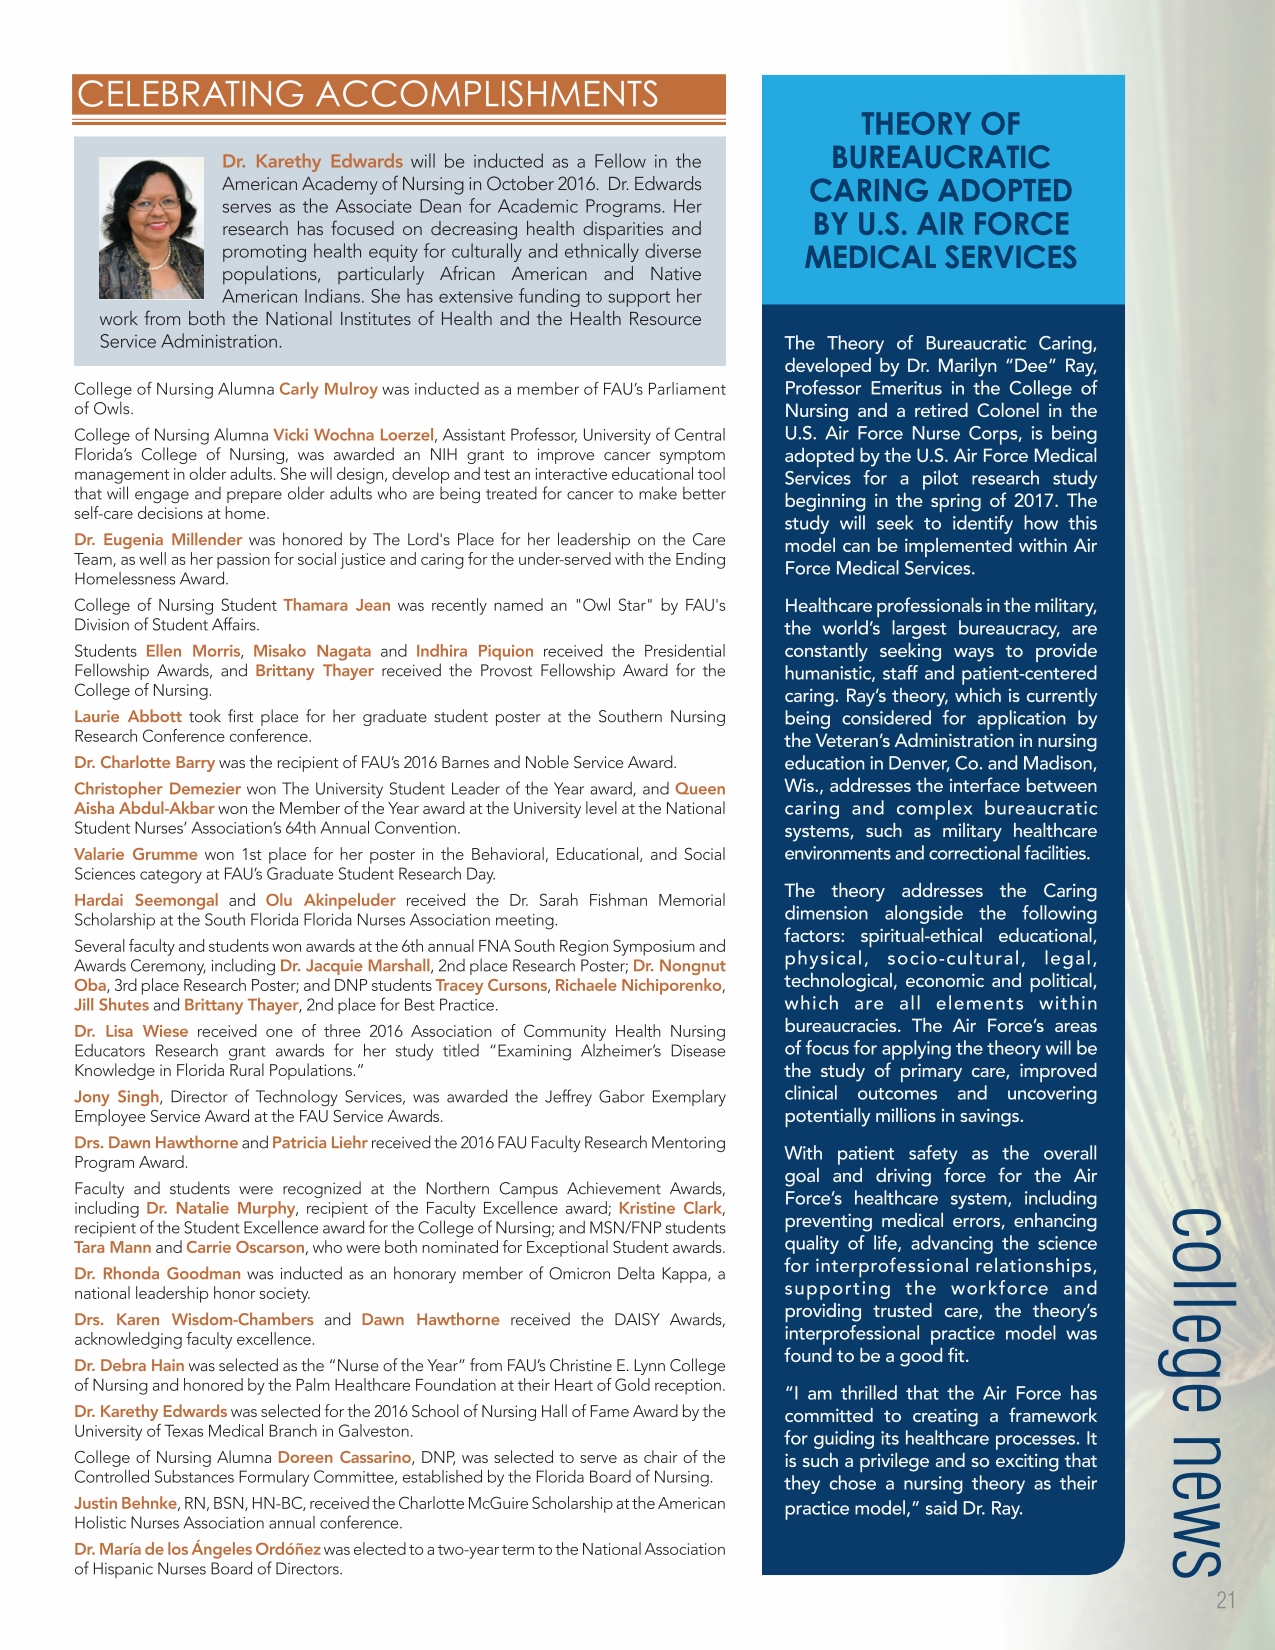 CELEBRATING ACCOMPLISHMENTS
Dr. Karethy Edwards will be inducted as a Fellow in the
American Academy of Nursing in October 2016. Dr. Edwards
serves as the Associate Dean for Academic Programs. Her
research has focused on decreasing health disparities and
promoting health equity for culturally and ethnically diverse
populations, particularly African American and Native
American Indians. She has extensive funding to support her
work from both the National Institutes of Health and the Health Resource
Service Administration.
College of Nursing Alumna Carly Mulroy was inducted as a member of FAU’s Parliament
of Owls.
College of Nursing Alumna Vicki Wochna Loerzel, Assistant Professor, University of Central
Florida’s College of Nursing, was awarded an NIH grant to improve cancer symptom
management in older adults. She will design, develop and test an interactive educational tool
that will engage and prepare older adults who are being treated for cancer to make better
self-care decisions at home.
Dr. Eugenia Millender was honored by The Lord's Place for her leadership on the Care
Team, as well as her passion for social justice and caring for the under-served with the Ending
Homelessness Award.
College of Nursing Student Thamara Jean was recently named an "Owl Star" by FAU's
Division of Student Affairs.
Students Ellen Morris, Misako Nagata and Indhira Piquion received the Presidential
Fellowship Awards, and Brittany Thayer received the Provost Fellowship Award for the
College of Nursing.
Laurie Abbott took first place for her graduate student poster at the Southern Nursing
Research Conference conference.
Dr. Charlotte Barry was the recipient of FAU’s 2016 Barnes and Noble Service Award.
Christopher Demezier won The University Student Leader of the Year award, and Queen
Aisha Abdul-Akbar won the Member of the Year award at the University level at the National
Student Nurses’ Association’s 64th Annual Convention.
Valarie Grumme won 1st place for her poster in the Behavioral, Educational, and Social
Sciences category at FAU’s Graduate Student Research Day.
Hardai Seemongal and Olu Akinpeluder received the Dr. Sarah Fishman Memorial
Scholarship at the South Florida Florida Nurses Association meeting.
Several faculty and students won awards at the 6th annual FNA South Region Symposium and
Awards Ceremony, including Dr. Jacquie Marshall, 2nd place Research Poster; Dr. Nongnut
Oba, 3rd place Research Poster; and DNP students Tracey Cursons, Richaele Nichiporenko,
Jill Shutes and Brittany Thayer, 2nd place for Best Practice.
Dr. Lisa Wiese received one of three 2016 Association of Community Health Nursing
Educators Research grant awards for her study titled “Examining Alzheimer’s Disease
Knowledge in Florida Rural Populations.”
Jony Singh, Director of Technology Services, was awarded the Jeffrey Gabor Exemplary
Employee Service Award at the FAU Service Awards.
Drs. Dawn Hawthorne and Patricia Liehr received the 2016 FAU Faculty Research Mentoring
Program Award.
Faculty and students were recognized at the Northern Campus Achievement Awards,
including Dr. Natalie Murphy, recipient of the Faculty Excellence award; Kristine Clark,
recipient of the Student Excellence award for the College of Nursing; and MSN/FNP students
Tara Mann and Carrie Oscarson, who were both nominated for Exceptional Student awards.
Dr. Rhonda Goodman was inducted as an honorary member of Omicron Delta Kappa, a
national leadership honor society.
Drs. Karen Wisdom-Chambers and Dawn Hawthorne received the DAISY Awards,
acknowledging faculty excellence.
Dr. Debra Hain was selected as the “Nurse of the Year” from FAU’s Christine E. Lynn College
of Nursing and honored by the Palm Healthcare Foundation at their Heart of Gold reception.
Dr. Karethy Edwards was selected for the 2016 School of Nursing Hall of Fame Award by the
University of Texas Medical Branch in Galveston.
College of Nursing Alumna Doreen Cassarino, DNP, was selected to serve as chair of the
Controlled Substances Formulary Committee, established by the Florida Board of Nursing.
Justin Behnke, RN, BSN, HN-BC, received the Charlotte McGuire Scholarship at the American
Holistic Nurses Association annual conference.
Dr. María de los Ángeles Ordóñez was elected to a two-year term to the National Association
of Hispanic Nurses Board of Directors.
THEORY OF
BUREAUCRATIC
CARING ADOPTED
BY U.S. AIR FORCE
MEDICAL SERVICES
The Theory of Bureaucratic Caring,
developed by Dr. Marilyn “Dee” Ray,
Professor Emeritus in the College of
Nursing and a retired Colonel in the
U.S. Air Force Nurse Corps, is being
adopted by the U.S. Air Force Medical
Services for a pilot research study
beginning in the spring of 2017. The
study will seek to identify how this
model can be implemented within Air
Force Medical Services.
Healthcare professionals in the military,
the world’s largest bureaucracy, are
constantly seeking ways to provide
humanistic, staff and patient-centered
caring. Ray’s theory, which is currently
being considered for application by
the Veteran’s Administration in nursing
education in Denver, Co. and Madison,
Wis., addresses the interface between
caring and complex bureaucratic
systems, such as military healthcare
environments and correctional facilities.
The theory addresses the Caring
dimension alongside the following
factors: spiritual-ethical educational,
physical, socio-cultural, legal,
technological, economic and political,
which are all elements within
bureaucracies. The Air Force’s areas
of focus for applying the theory will be
the study of primary care, improved
clinical outcomes and uncovering
potentially millions in savings.
With patient safety as the overall
goal and driving force for the Air
Force’s healthcare system, including
preventing medical errors, enhancing
quality of life, advancing the science
for interprofessional relationships,
supporting the workforce and
providing trusted care, the theory’s
interprofessional practice model was
found to be a good fit.
“I am thrilled that the Air Force has
committed to creating a framework
for guiding its healthcare processes. It
is such a privilege and so exciting that
they chose a nursing theory as their
practice model,” said Dr. Ray.
college news
21